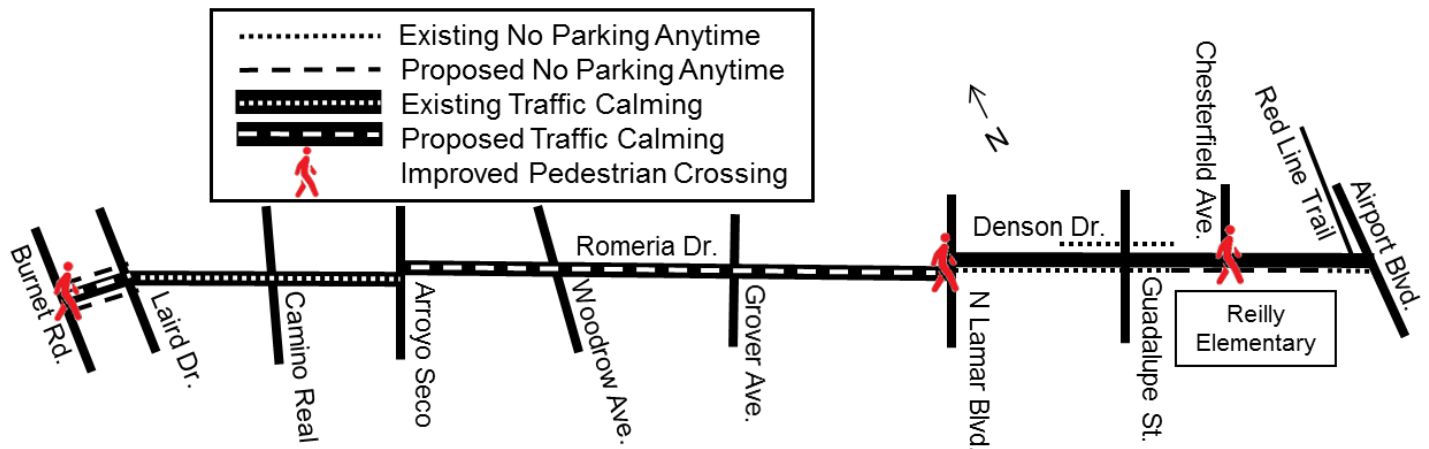 Existing No Parking Anytime
Proposed No Parking Anytime
Existing Traffic Calming
Proposed Traffic Calming
Improved Pedestrian Crossing
N
Chesterfield Ave.
Red Line Trail
Airport Blvd.
Denson Dr.
Romeria Dr.
Burnet Rd.
Laird Dr.
Camino Real
Arroyo Seco
Woodrow Ave.
Grover Ave.
N Lamar Blvd.
Guadalupe St.
Reilly
Elementary